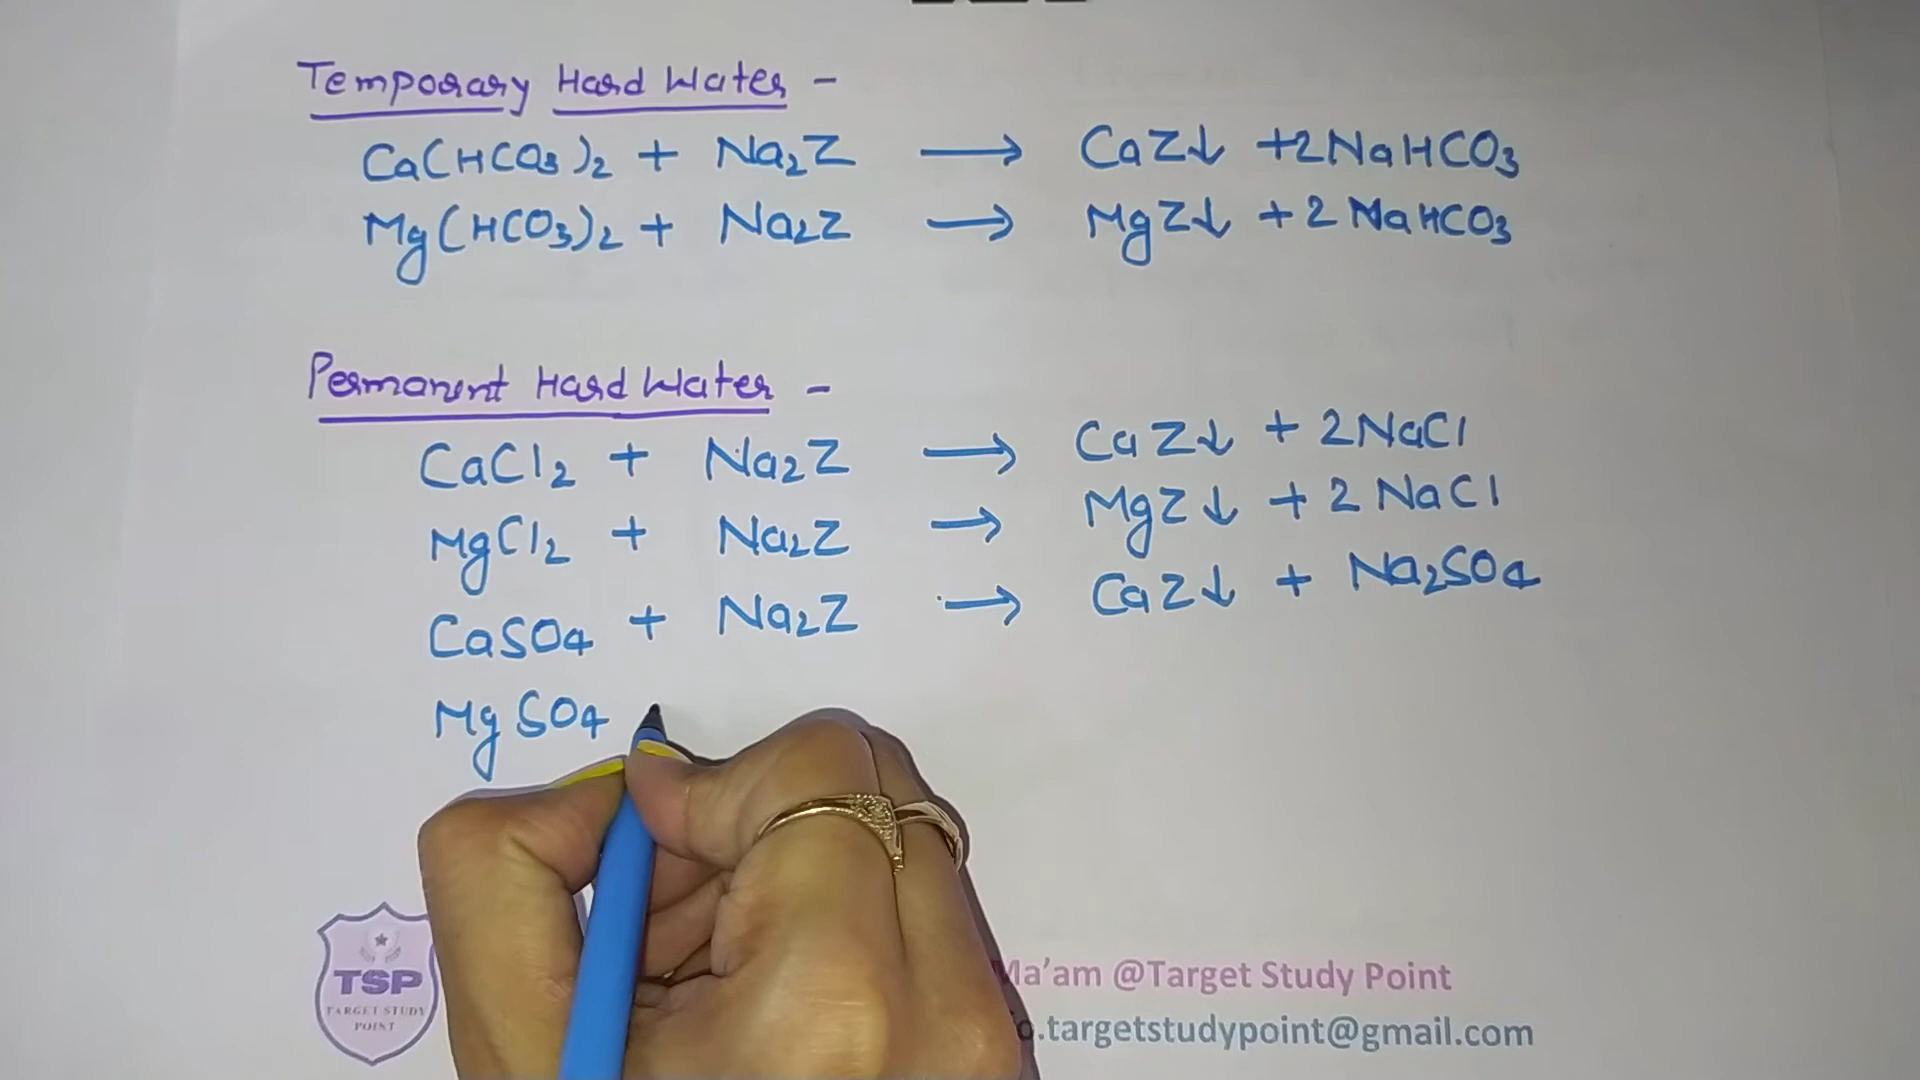 Temporary Hard Water -
Ca(HCO3)2 + Na2Z ⟶ CaZ↓ +2NaHCO3
Mg(HCO3)2 + Na2Z ⟶ MgZ↓ + 2 NaHCO3
Permanent Hard Water -
CaCl2 + Na2Z ⟶ CaZ↓ + 2NaCl
MgCl2 + Na2Z ⟶ MgZ↓ + 2 NaCl
CaSO4 + Na2Z ⟶ CaZ↓ + Na2SO4
MgSO4
TSP
TARGET STUDY
POINT
Ma'am @Target Study Point
o.targetstudypoint@gmail.com